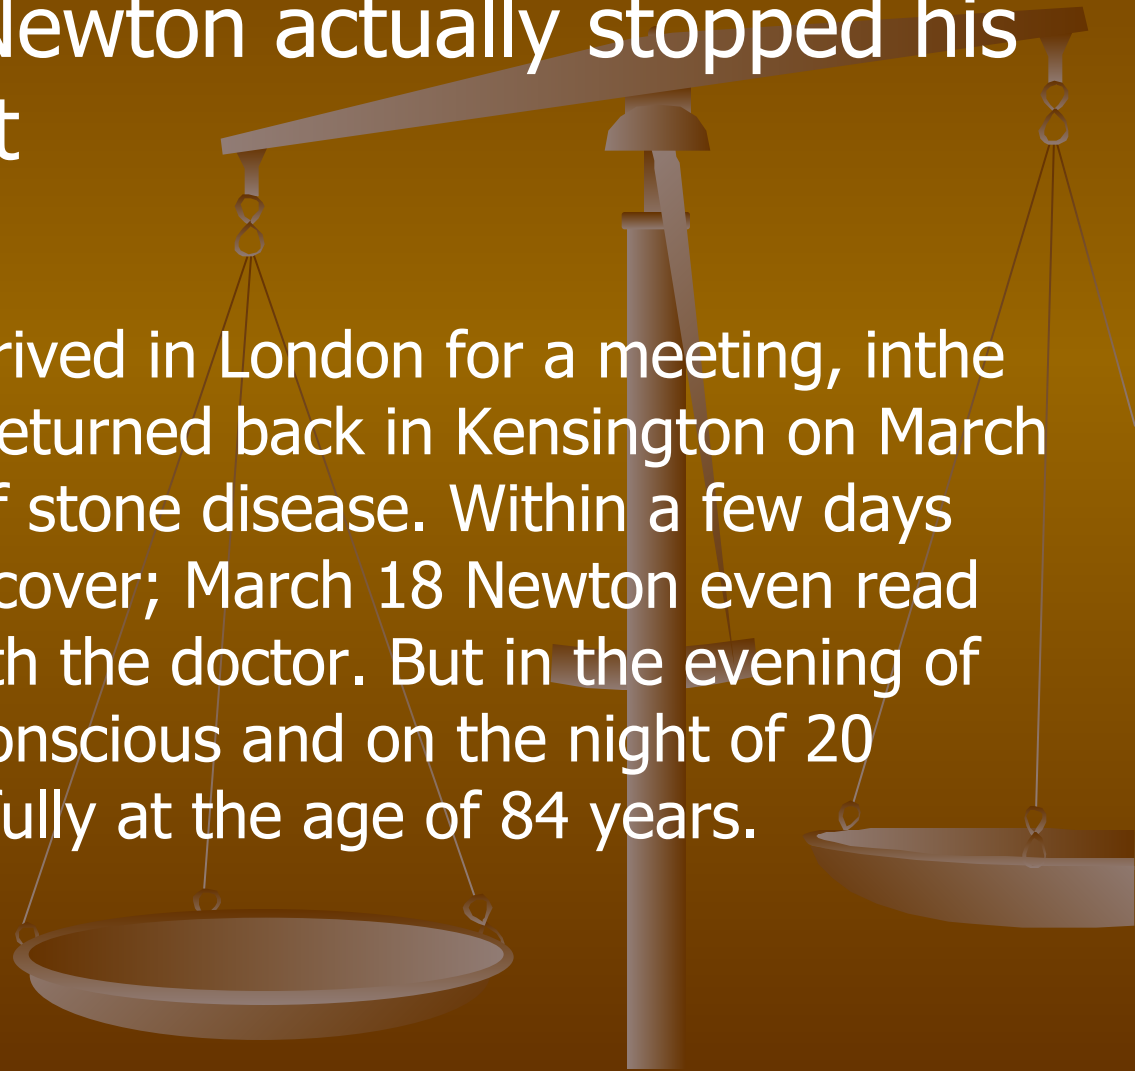 Newton actually stopped his
t
rived in London for a meeting, inthe
eturned back in Kensington on March
f stone disease. Within a few days
cover; March 18 Newton even read
th the doctor. But in the evening of
onscious and on the night of 20
fully at the age of 84 years.